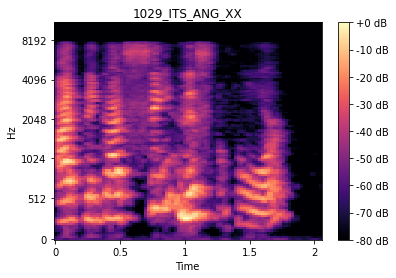 1029_ITS_ANG_XX
+0 dB
8192
-10 dB
4096
-20 dB
-30 dB
2048
Hz
-40 dB
1024
-50 dB
512
-60 dB
-70 dB
0
-80 dB
0 0.5 1 1.5 2
Time